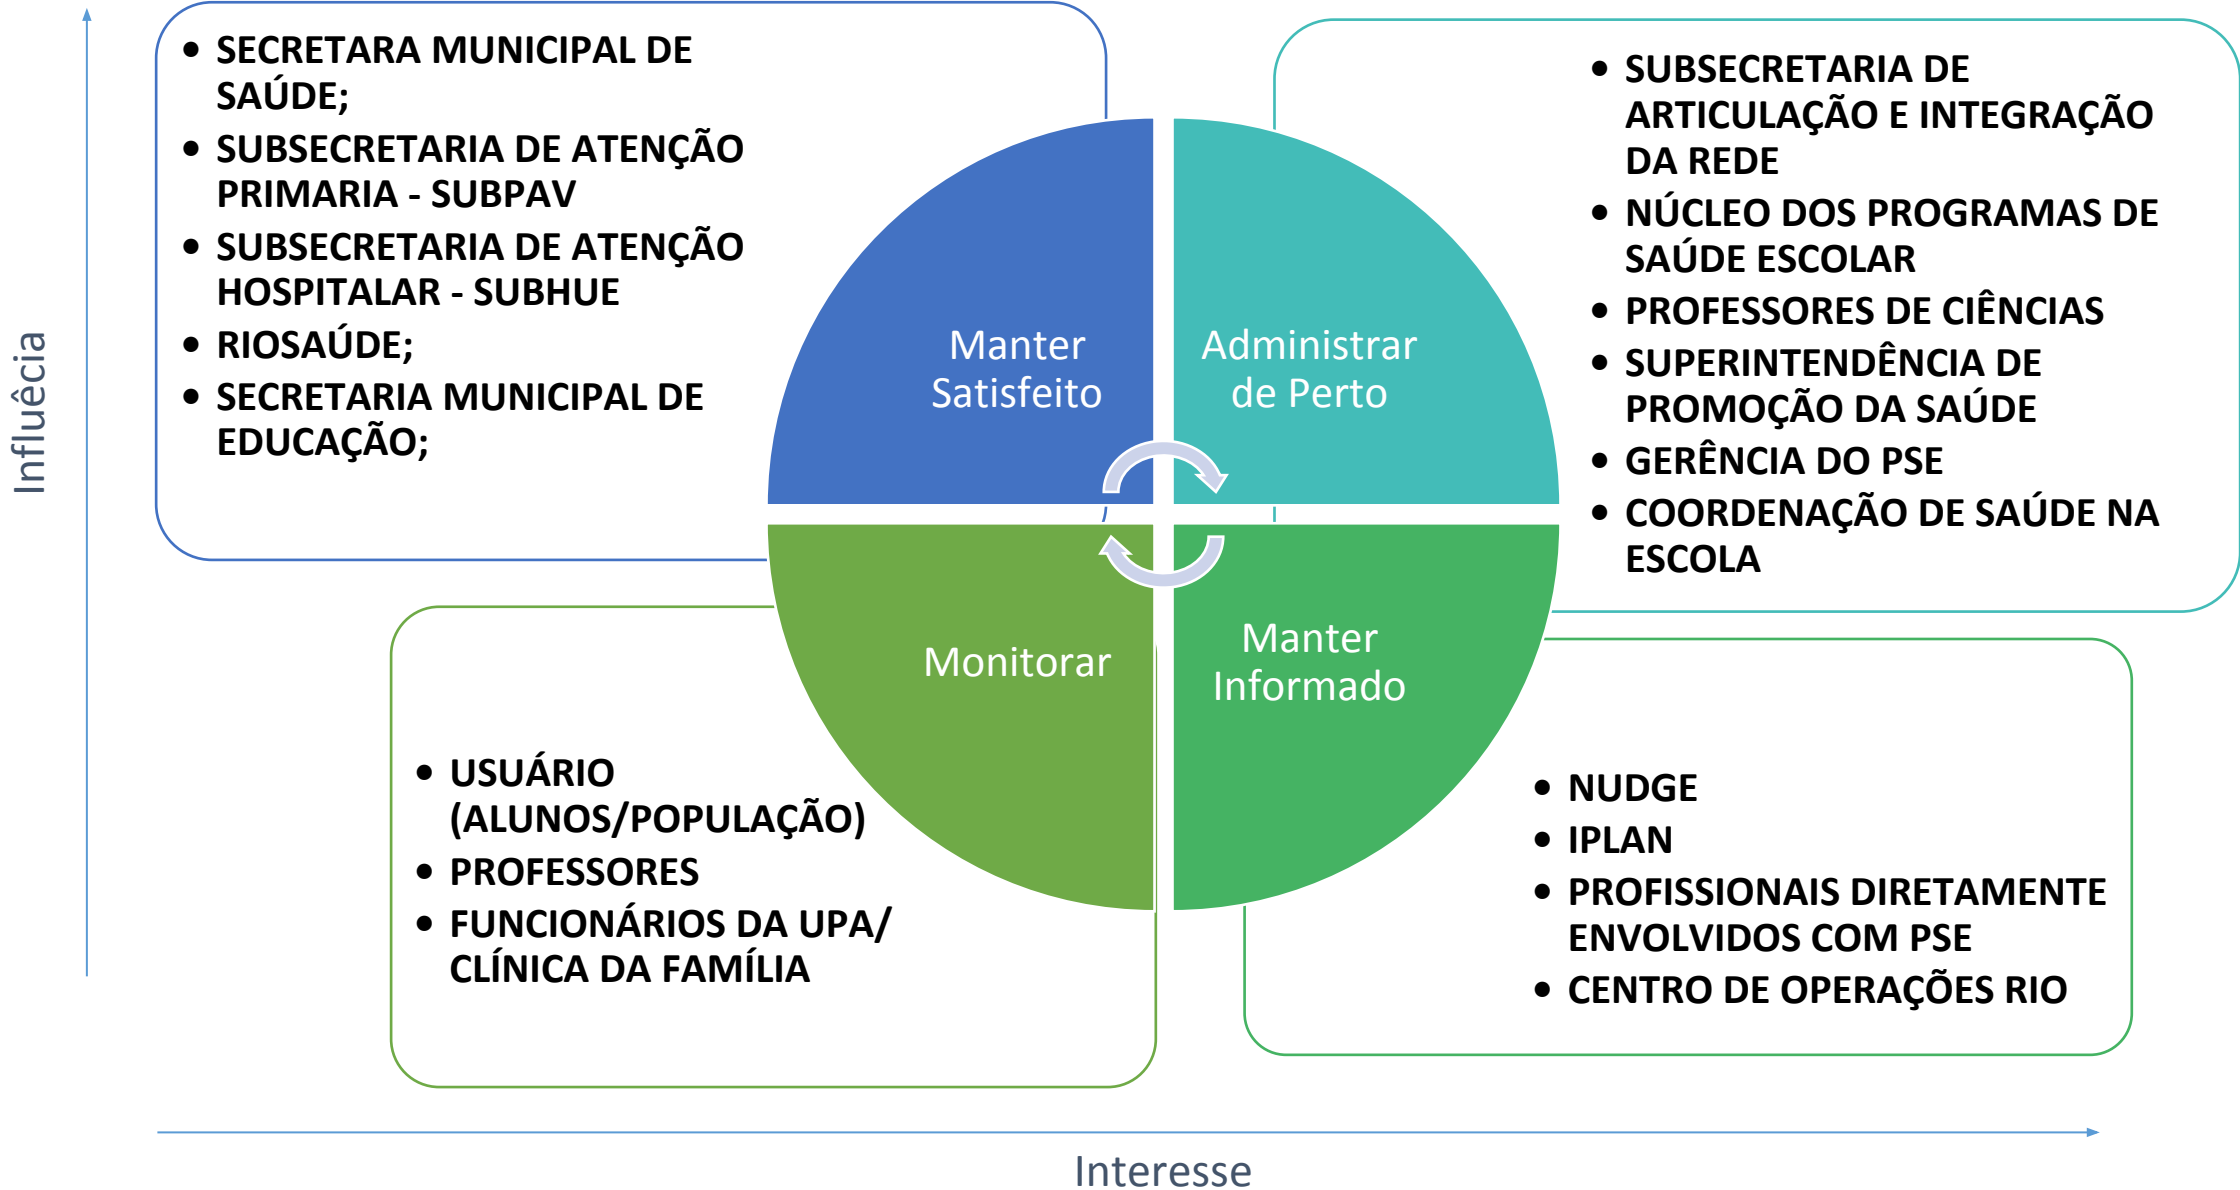 • SECRETARA MUNICIPAL DE
SAÚDE;
• SUBSECRETARIA DE ATENÇÃO
PRIMARIA - SUBPAV
• SUBSECRETARIA DE ATENÇÃO
HOSPITALAR - SUBHUE
• RIOSAÚDE;
• SECRETARIA MUNICIPAL DE
EDUCAÇÃO;
• SUBSECRETARIA DE
ARTICULAÇÃO E INTEGRAÇÃO
DA REDE
• NÚCLEO DOS PROGRAMAS DE
SAÚDE ESCOLAR
• PROFESSORES DE CIÊNCIAS
• SUPERINTENDÊNCIA DE
PROMOÇÃO DA SAÚDE
• GERÊNCIA DO PSE
• COORDENAÇÃO DE SAÚDE NA
ESCOLA
Manter
Satisfeito
Administrar
de Perto
Influêcia
Monitorar
Manter
Informado
• USUÁRIO
(ALUNOS/POPULAÇÃO)
• PROFESSORES
• FUNCIONÁRIOS DA UPA/
CLÍNICA DA FAMÍLIA
• NUDGE
• IPLAN
• PROFISSIONAIS DIRETAMENTE
ENVOLVIDOS COM PSE
• CENTRO DE OPERAÇÕES RIO
Interesse